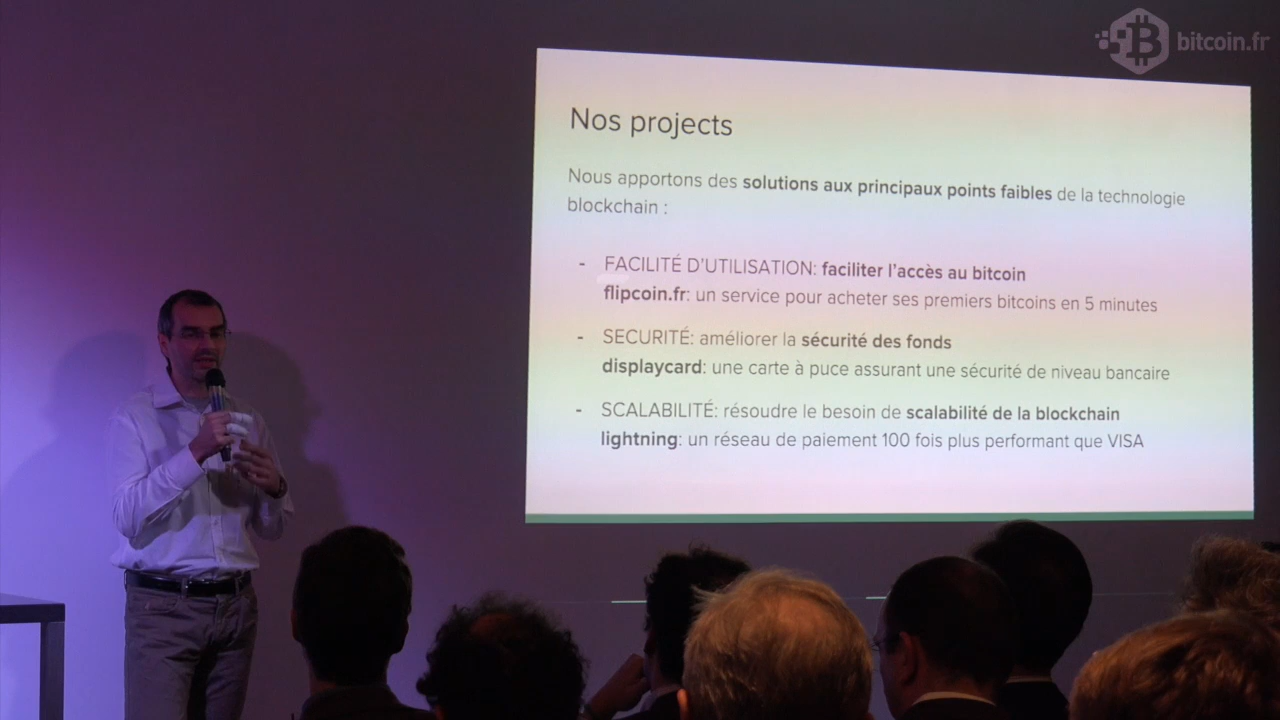 bitcoin.fr
Nos projects
Nous apportons des solutions aux principaux points faibles de la technologie
blockchain :
- FACILITÉ D'UTILISATION: faciliter l'accès au bitcoin
flipcoin.fr: un service pour acheter ses premiers bitcoins en 5 minutes
- SECURITÉ: améliorer la sécurité des fonds
displaycard: une carte à puce assurant une sécurité de niveau bancaire
- SCALABILITÉ: résoudre le besoin de scalabilité de la blockchain
lightning: un réseau de paiement 100 fois plus performant que VISA